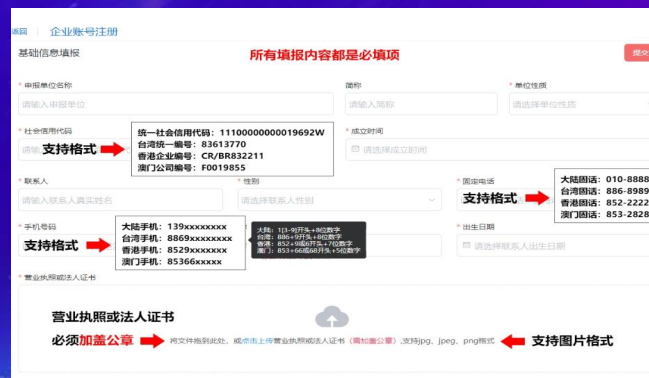 返回 企业账号注册
基础信息填报
所有填报内容都是必填项
提交
* 申报单位名称
简称
* 单位性质
请输入申报单位
请输入简称
请选择单位性质
* 社会信用代码
* 成立时间
支持格式
统一社会信用代码：11100000000019692W
台湾统一编号：83613770
香港企业编号：CR/BR832211
澳门公司编号：F0019855
请选择成立时间
* 联系人
* 性别
* 固定电话
请输入联系人真实姓名
请选择联系人性别
支持格式
大陆固话：010-8888
台湾固话：886-8989
香港固话：852-2222
澳门固话：853-2828
* 手机号码
* 出生日期
支持格式
大陆手机：139xxxxxxxx
台湾手机：8869xxxxxxxx
香港手机：8529xxxxxxx
澳门手机：85366xxxxx
大陆：1[3-9]开头+8位数字
台湾：886+9开头+8位数字
香港：852+9或6开头+7位数字
澳门：853+66或68开头+5位数字
请选择联系人出生日期
* 营业执照或法人证书
营业执照或法人证书
必须加盖公章
将文件拖到此处，或点击上传营业执照或法人证书（需加盖公章）,支持jpg、jpeg、png格式
支持图片格式